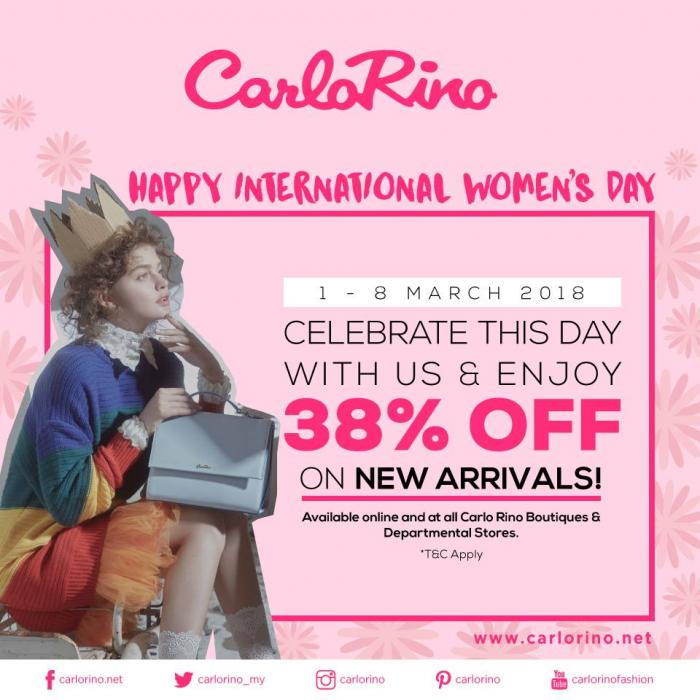 CarloRino
HAPPY INTERNATIONAL WOMEN'S DAY
1 - 8 MARCH 2018
CELEBRATE THIS DAY
WITH US & ENJOY
38% OFF
ON NEW ARRIVALS!
Available online and at all Carlo Rino Boutiques &
Departmental Stores.
*T&C Apply
www.carlorino.net
carlorino.net carlorino_my carlorino carlorino You Tube carlorinofashion